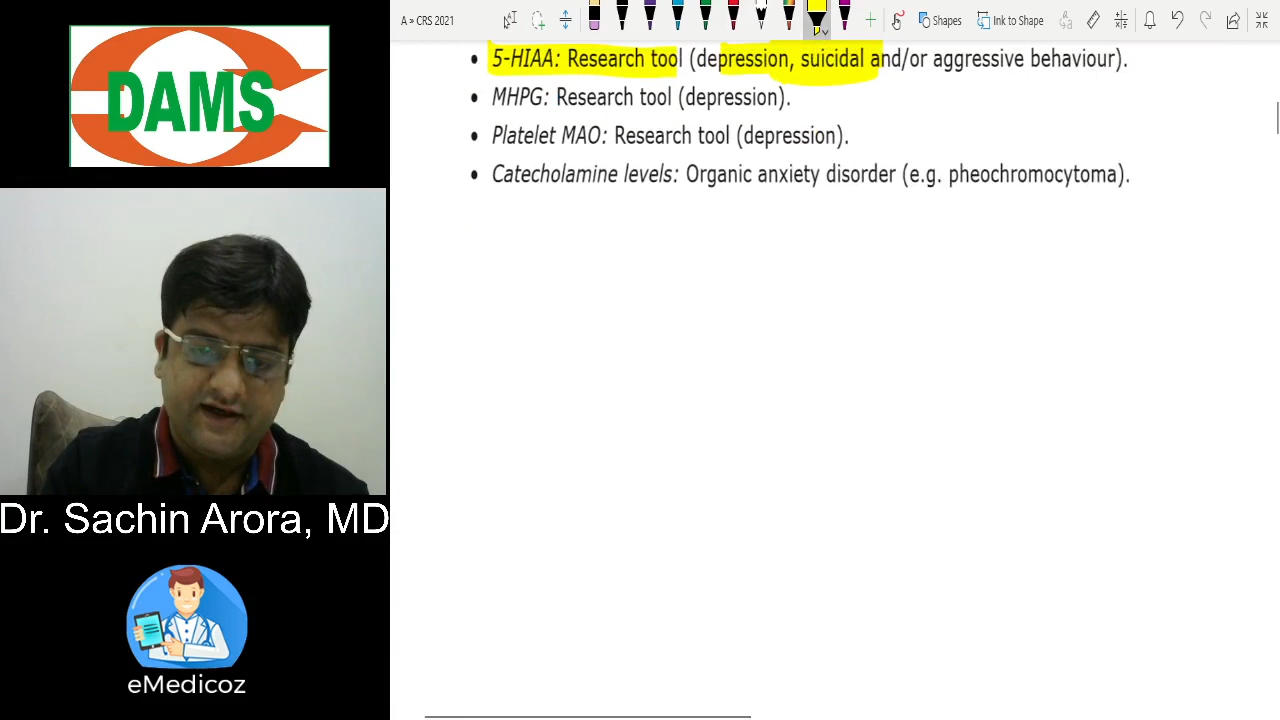 DAMS
Dr. Sachin Arora, MD
eMedicoz
A » CRS 2021
Shapes
Ink to Shape
• 5-HIAA: Research tool (depression, suicidal and/or aggressive behaviour).
• MHPG: Research tool (depression).
• Platelet MAO: Research tool (depression).
• Catecholamine levels: Organic anxiety disorder (e.g. pheochromocytoma).